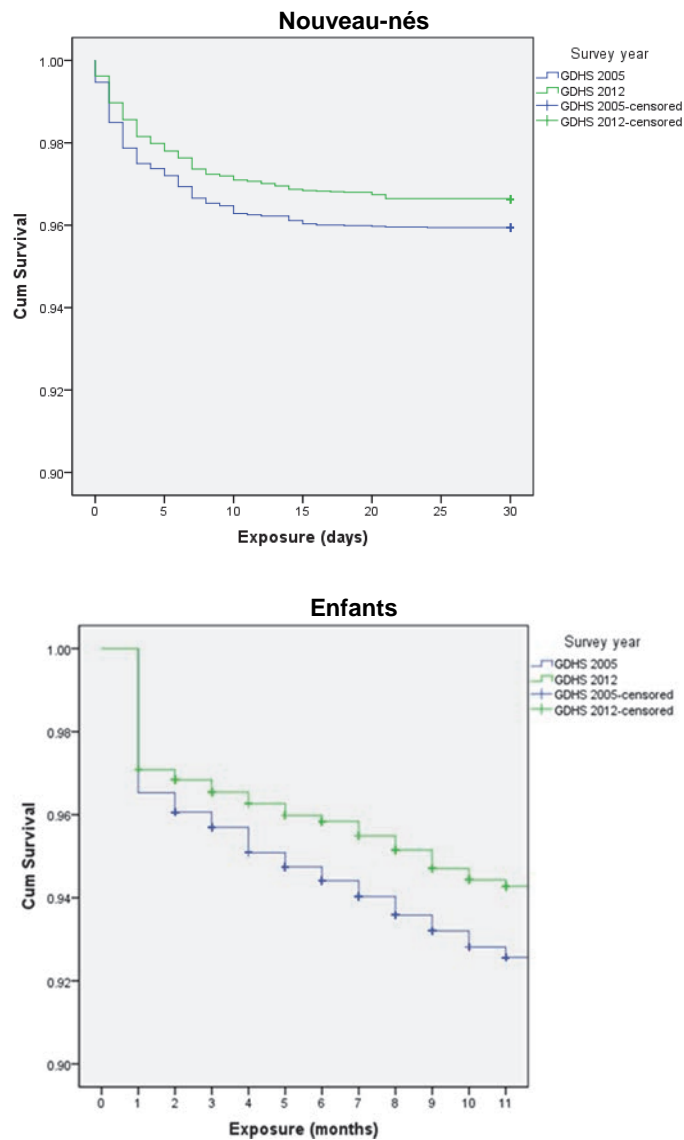 Nouveau-nés
Survey year
GDHS 2005
GDHS 2012
GDHS 2005-censored
GDHS 2012-censored
Cum Survival
1.00
0.98
0.96
0.94
0.92
0.90
0 5 10 15 20 25 30
Exposure (days)
Enfants
Survey year
GDHS 2005
GDHS 2012
GDHS 2005-censored
GDHS 2012-censored
Cum Survival
1.00
0.98
0.96
0.94
0.92
0.90
0 1 2 3 4 5 6 7 8 9 10 11
Exposure (months)